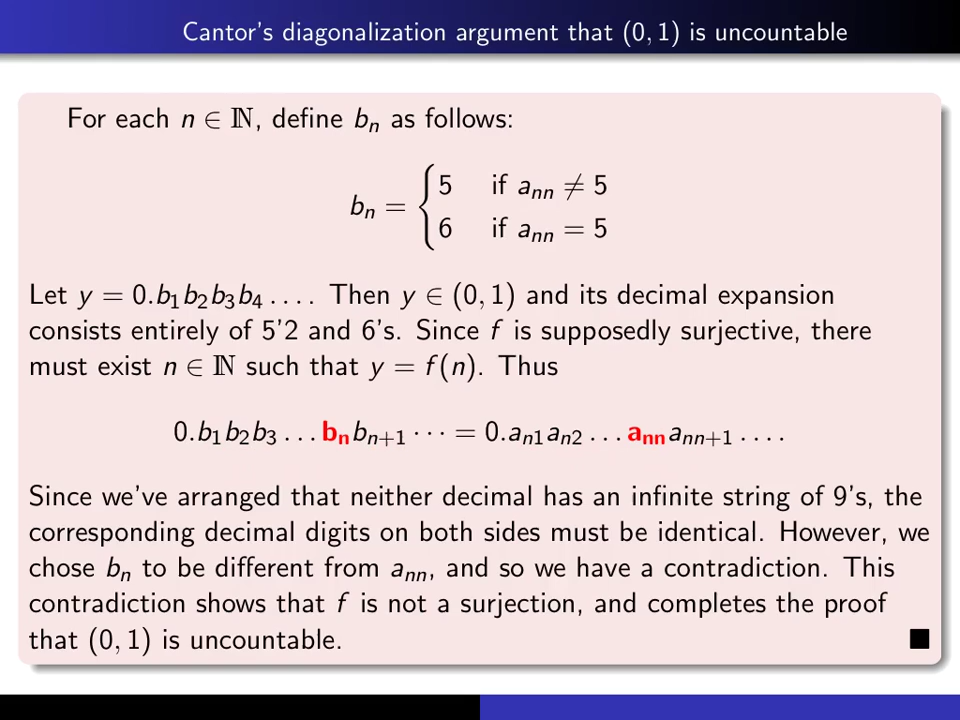 Cantor's diagonalization argument that (0, 1) is uncountable
For each n ∈ ℕ, define bₙ as follows:
bₙ = { 5 if aₙₙ ≠ 5
6 if aₙₙ = 5
Let y = 0.b₁b₂b₃b₄ . . . . Then y ∈ (0, 1) and its decimal expansion
consists entirely of 5'2 and 6's. Since f is supposedly surjective, there
must exist n ∈ ℕ such that y = f(n). Thus
0.b₁b₂b₃ . . . bₙbₙ₊₁ · · · = 0.aₙ₁aₙ₂ . . . aₙₙaₙₙ₊₁ . . . .
Since we've arranged that neither decimal has an infinite string of 9's, the
corresponding decimal digits on both sides must be identical. However, we
chose bₙ to be different from aₙₙ, and so we have a contradiction. This
contradiction shows that f is not a surjection, and completes the proof
that (0, 1) is uncountable. ■